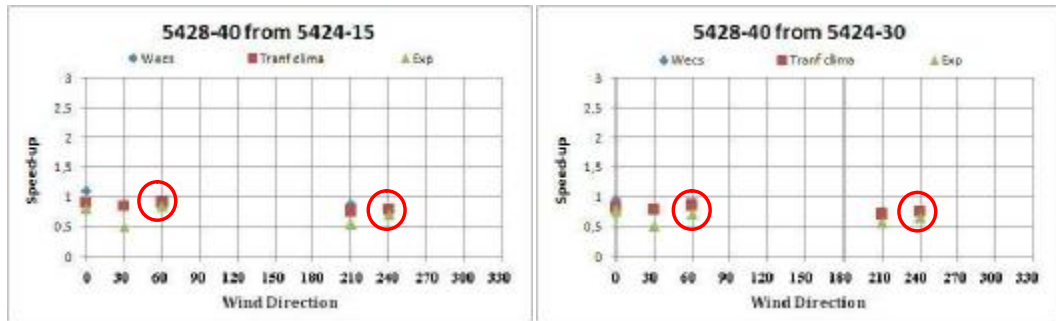 5428-40 from 5424-15
Wecs Tranf clima Exp
3
2.5
2
1.5
1
0.5
0
Speed-up
0 30 60 90 120 150 180 210 240 270 300 330
Wind Direction
5428-40 from 5424-30
Wecs Tranf clima Exp
3
2.5
2
1.5
1
0.5
0
Speed-up
0 30 60 90 120 150 180 210 240 270 300 330
Wind Direction